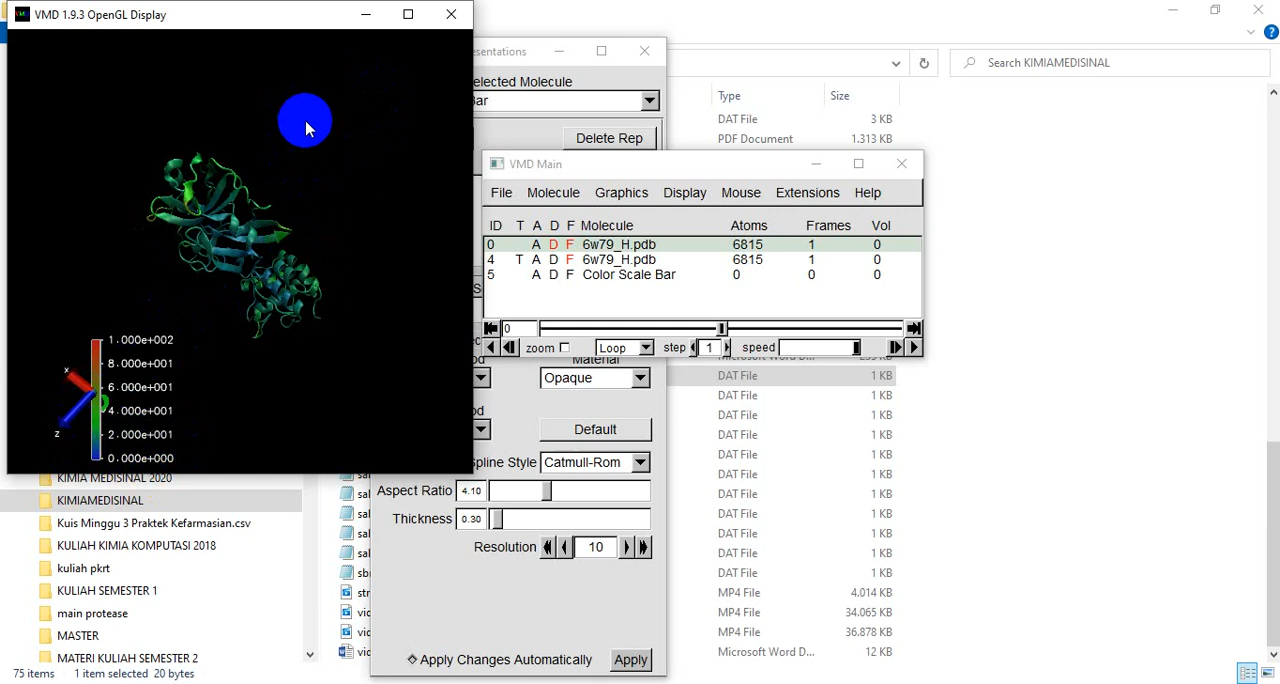 VMD 1.9.3 OpenGL Display
1.000e+002
8.000e+001
6.000e+001
4.000e+001
2.000e+001
0.000e+000
x
z
esentations
elected Molecule
Bar
Delete Rep
Search KIMIAMEDISINAL
Type Size
DAT File 3 KB
PDF Document 1.313 KB
VMD Main
File Molecule Graphics Display Mouse Extensions Help
ID T A D F Molecule Atoms Frames Vol
0 A D F 6w79_H.pdb 6815 1 0
4 T A D F 6w79_H.pdb 6815 1 0
5 A D F Color Scale Bar 0 0 0
0
zoom Loop step 1 speed
Material
Opaque
od
Default
Spline Style Catmull-Rom
Aspect Ratio 4.10
Thickness 0.30
Resolution 10
Apply Changes Automatically Apply
DAT File 1 KB
DAT File 1 KB
DAT File 1 KB
DAT File 1 KB
DAT File 1 KB
DAT File 1 KB
DAT File 1 KB
DAT File 1 KB
DAT File 1 KB
DAT File 1 KB
DAT File 1 KB
MP4 File 4.014 KB
MP4 File 34.065 KB
MP4 File 36.878 KB
Microsoft Word D... 12 KB
KIMIA MEDISINAL 2020
KIMIAMEDISINAL
Kuis Minggu 3 Praktek Kefarmasian.csv
KULIAH KIMIA KOMPUTASI 2018
kuliah pkrt
KULIAH SEMESTER 1
main protease
MASTER
MATERI KULIAH SEMESTER 2
sal
sal
sal
sal
sbr
str
vid
vid
vid
75 items 1 item selected 20 bytes